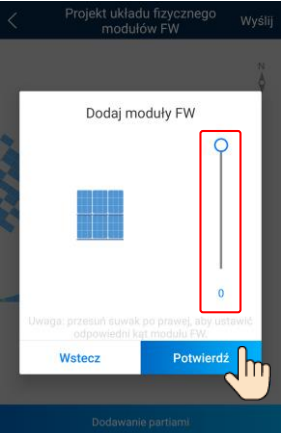 Projekt układu fizycznego
modułów FW
Wyślij
N
Dodaj moduły FW
0
Uwaga: przesuń suwak po prawej, aby ustawić
odpowiedni kąt modułu FW.
Wstecz
Potwierdź
Dodawanie partiami